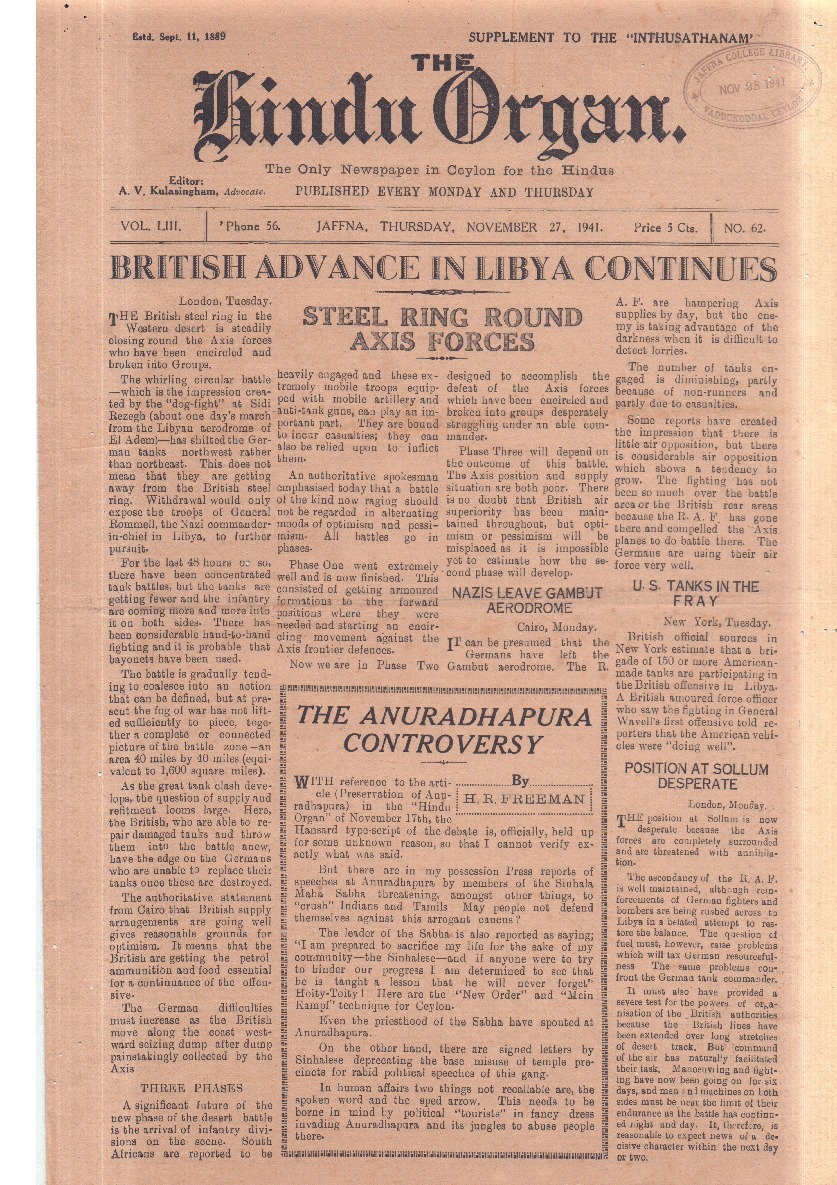 Estd. Sept. 11, 1889
SUPPLEMENT TO THE "INTHUSATHANAM"
THE
Hindu Organ.
JAFFNA COLLEGE LIBRARY
NOV 28 1941
VADDUKODDAI CEYLON
The Only Newspaper in Ceylon for the Hindus
Editor:
A. V. Kulasingham, Advocate.
PUBLISHED EVERY MONDAY AND THURSDAY
VOL. LIII.
'Phone 56.
JAFFNA, THURSDAY, NOVEMBER 27, 1941.
Price 5 Cts.
NO. 62.
BRITISH ADVANCE IN LIBYA CONTINUES
London, Tuesday.
THE British steel ring in the
Western desert is steadily
closing round the Axis forces
who have been encircled and
broken into Groups.
The whirling circular battle
—which is the impression crea-
ted by the "dog-fight" at Sidi
Rezegh (about one day's march
from the Libyan aerodrome of
El Adem)—has shifted the Ger-
man tanks northwest rather
than northeast. This does not
mean that they are getting
away from the British steel
ring. Withdrawal would only
expose the troops of General
Rommell, the Nazi commander-
in-chief in Libya, to further
pursuit.
For the last 48 hours or so,
there have been concentrated
tank battles, but the tanks are
getting fewer and the infantry
are coming more and more into
it on both sides. There has
been considerable hand-to-hand
fighting and it is probable that
bayonets have been used.
The battle is gradually tend-
ing to coalesce into an action
that can be defined, but at pre-
sent the fog of war has not lift-
ed sufficiently to piece, toge-
ther a complete or connected
picture of the battle zone—an
area 40 miles by 40 miles (equi-
valent to 1,600 square miles).
As the great tank clash deve-
lops, the question of supply and
refitment looms large. Here,
the British, who are able to re-
pair damaged tanks and throw
them into the battle anew,
have the edge on the Germans
who are unable to replace their
tanks once these are destroyed.
The authoritative statement
from Cairo that British supply
arrangements are going well
gives reasonable grounds for
optimism. It means that the
British are getting the petrol
ammunition and food essential
for a continuance of the offen-
sive.
The German difficulties
must increase as the British
move along the coast west-
ward seizing dump after dump
painstakingly collected by the
Axis
THREE PHASES
A significant future of the
new phase of the desert battle
is the arrival of infantry divi-
sions on the scene. South
Africans are reported to be
STEEL RING ROUND
AXIS FORCES
heavily engaged and these ex-
tremely mobile troops equip-
ped with mobile artillery and
anti-tank guns, can play an im-
portant part. They are bound
to incur casualties; they can
also be relied upon to inflict
them.
An authoritative spokesman
emphasised today that a battle
of the kind now raging should
not be regarded in alternating
moods of optimism and pessi-
mism. All battles go in
phases.
Phase One went extremely
well and is now finished. This
consisted of getting armoured
formations to the forward
positions where they were
needed and starting an encir-
cling movement against the
Axis frontier defences.
Now we are in Phase Two
designed to accomplish the
defeat of the Axis forces
which have been encircled and
broken into groups desperately
struggling under an able com-
mander.
Phase Three will depend on
the outcome of this battle.
The Axis position and supply
situation are both poor. There
is no doubt that British air
superiority has been main-
tained throughout, but opti-
mism or pessimism will be
misplaced as it is impossible
yet to estimate how the se-
cond phase will develop.
NAZIS LEAVE GAMBUT
AERODROME
Cairo, Monday.
IT can be presumed that the
Germans have left the
Gambut aerodrome. The R.
A. F. are hampering Axis
supplies by day, but the ene-
my is taking advantage of the
darkness when it is difficult to
detect lorries.
The number of tanks en-
gaged is diminishing, partly
because of non-runners and
partly due to casualties.
Some reports have created
the impression that there is
little air opposition, but there
is considerable air opposition
which shows a tendency to
grow. The fighting has not
been so much over the battle
area or the British rear areas
because the R. A. F. has gone
there and compelled the Axis
planes to do battle there. The
Germans are using their air
force very well.
U. S. TANKS IN THE
FRAY
New York, Tuesday.
British official sources in
New York estimate that a bri-
gade of 150 or more American-
made tanks are participating in
the British offensive in Libya.
A British amoured force officer
who saw the fighting in General
Wavell's first offensive told re-
porters that the American vehi-
cles were "doing well".
POSITION AT SOLLUM
DESPERATE
London, Monday.
THE position at Sollum is now
desperate because the Axis
forces are completely surrounded
and are threatened with annihila-
tion.
The ascendancy of the R. A. F.
is well maintained, although rein-
forcements of German fighters and
bombers are being rushed across to
Libya in a belated attempt to res-
tore the balance. The question of
fuel must, however, raise problems
which will tax German resourceful-
ness The same problems con-
front the German tank commander.
It must also have provided a
severe test for the powers of orga-
nisation of the British authorities
because the British lines have
been extended over long stretches
of desert track. But command
of the air has naturally facilitated
their task. Manoeuvring and fight-
ing have now been going on for six
days, and men and machines on both
sides must be near the limit of their
endurance as the battle has continu-
ed night and day. It, therefore, is
reasonable to expect news of a de-
cisive character within the next day
or two.
THE ANURADHAPURA
CONTROVERSY
By
H. R. FREEMAN
WITH reference to the arti-
cle (Preservation of Anu-
radhapura) in the "Hindu
Organ" of November 17th, the
Hansard type-script of the debate is, officially, held up
for some unknown reason, so that I cannot verify ex-
actly what was said.
But there are in my possession Press reports of
speeches at Anuradhapura by members of the Sinhala
Maha Sabha threatening, amongst other things, to
"crush" Indians and Tamils May people not defend
themselves against this arrogant caucus?
The leader of the Sabha is also reported as saying;
"I am prepared to sacrifice my life for the sake of my
community—the Sinhalese—and if anyone were to try
to hinder our progress I am determined to see that
he is taught a lesson that he will never forget"
Hoity-Toity! Here are the "New Order" and "Mein
Kampf" technique for Ceylon.
Even the priesthood of the Sabha have spouted at
Anuradhapura.
On the other hand, there are signed letters by
Sinhalese deprecating the base misuse of temple pre-
cincts for rabid political speeches of this gang.
In human affairs two things not recallable are, the
spoken word and the sped arrow. This needs to be
borne in mind by political "tourists" in fancy dress
invading Anuradhapura and its jungles to abuse people
there.